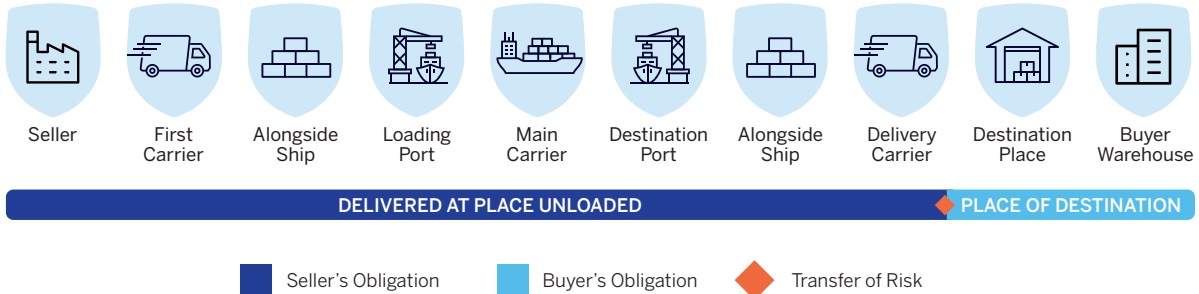 Seller
First
Carrier
Alongside
Ship
Loading
Port
Main
Carrier
Destination
Port
Alongside
Ship
Delivery
Carrier
Destination
Place
Buyer
Warehouse
DELIVERED AT PLACE UNLOADED
PLACE OF DESTINATION
Seller's Obligation
Buyer's Obligation
Transfer of Risk